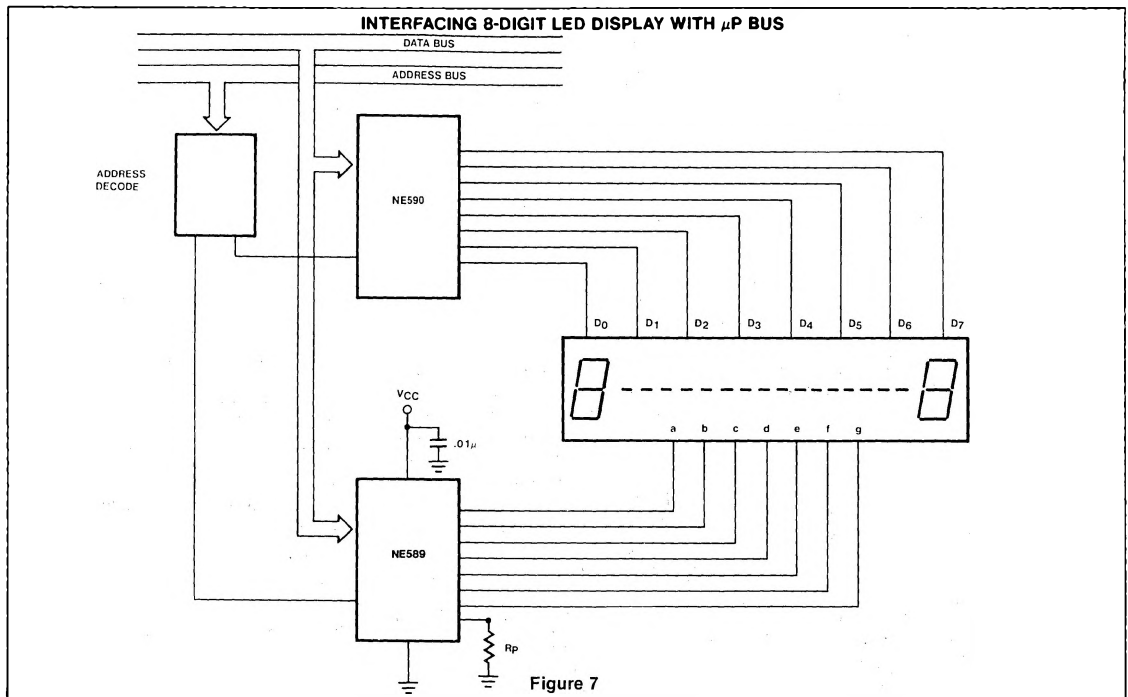 INTERFACING 8-DIGIT LED DISPLAY WITH μP BUS
DATA BUS
ADDRESS BUS
ADDRESS
DECODE
NE590
D0 D1 D2 D3 D4 D5 D6 D7
VCC
.01μ
a b c d e f g
NE589
RP
Figure 7